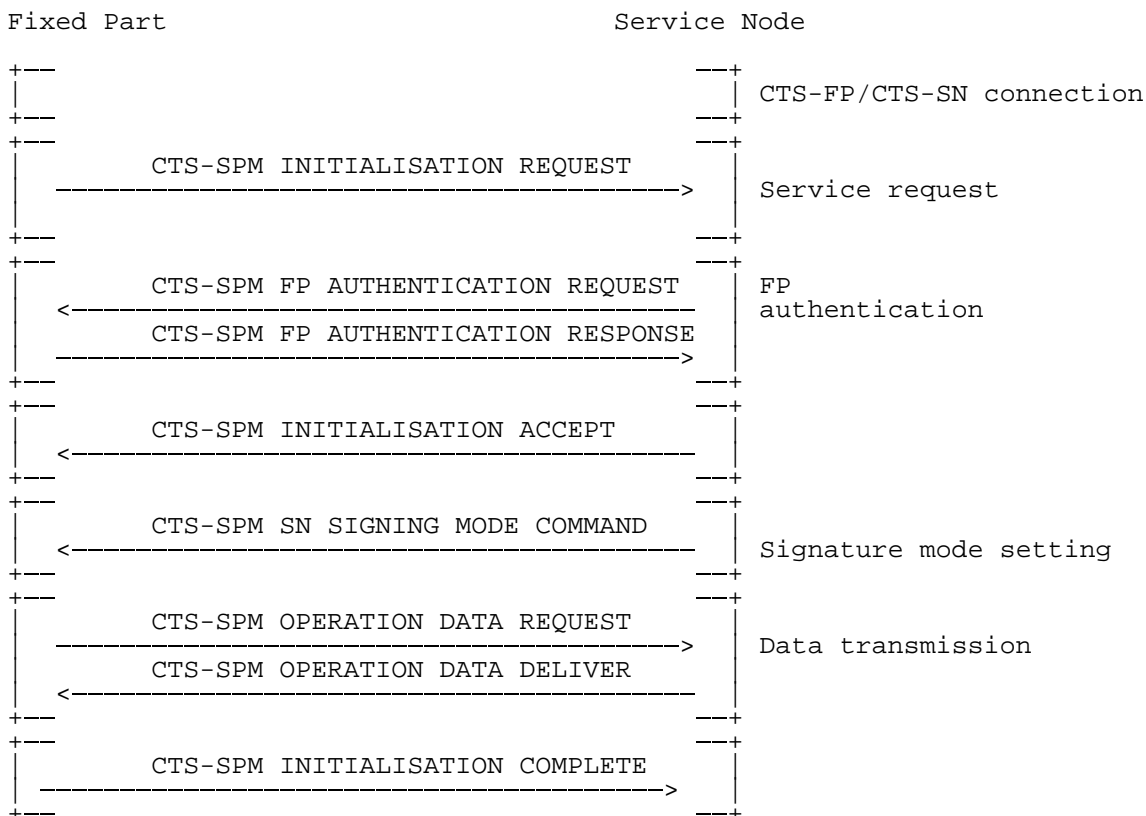 Fixed Part Service Node
CTS-FP/CTS-SN connection
CTS-SPM INITIALISATION REQUEST
Service request
CTS-SPM FP AUTHENTICATION REQUEST FP
authentication
CTS-SPM FP AUTHENTICATION RESPONSE
CTS-SPM INITIALISATION ACCEPT
CTS-SPM SN SIGNING MODE COMMAND
Signature mode setting
CTS-SPM OPERATION DATA REQUEST
Data transmission
CTS-SPM OPERATION DATA DELIVER
CTS-SPM INITIALISATION COMPLETE